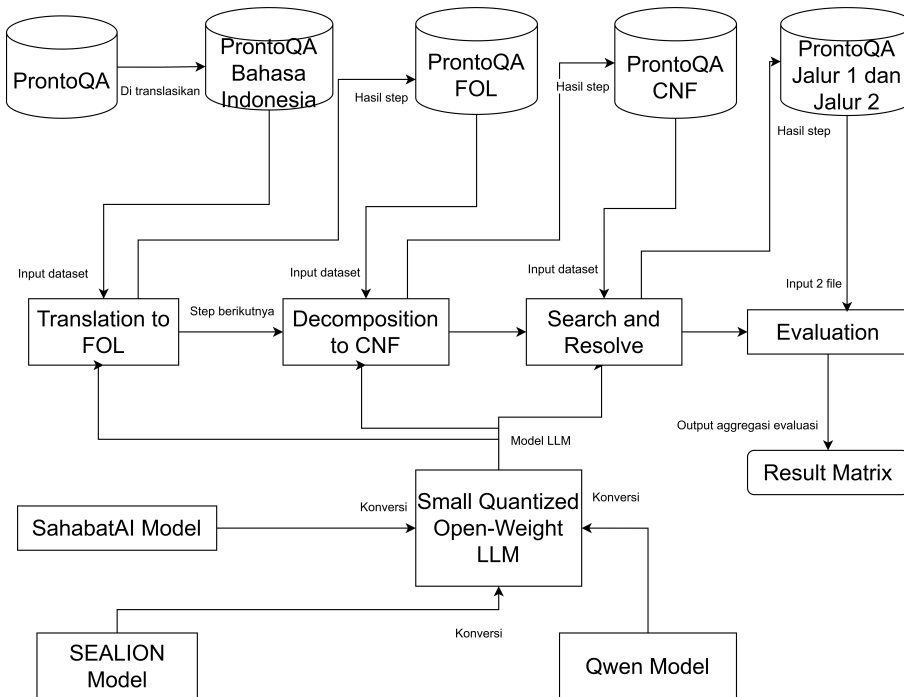 ProntoQA
Di translasikan
ProntoQA
Bahasa
Indonesia
Hasil step
ProntoQA
FOL
Hasil step
ProntoQA
CNF
ProntoQA
Jalur 1 dan
Jalur 2
Hasil step
Input dataset
Input dataset
Input dataset
Input 2 file
Translation to
FOL
Step berikutnya
Decomposition
to CNF
Search and
Resolve
Evaluation
Output aggregasi evaluasi
Result Matrix
Model LLM
Small Quantized
Open-Weight
LLM
Konversi
Konversi
SahabatAI Model
SEALION
Model
Konversi
Qwen Model